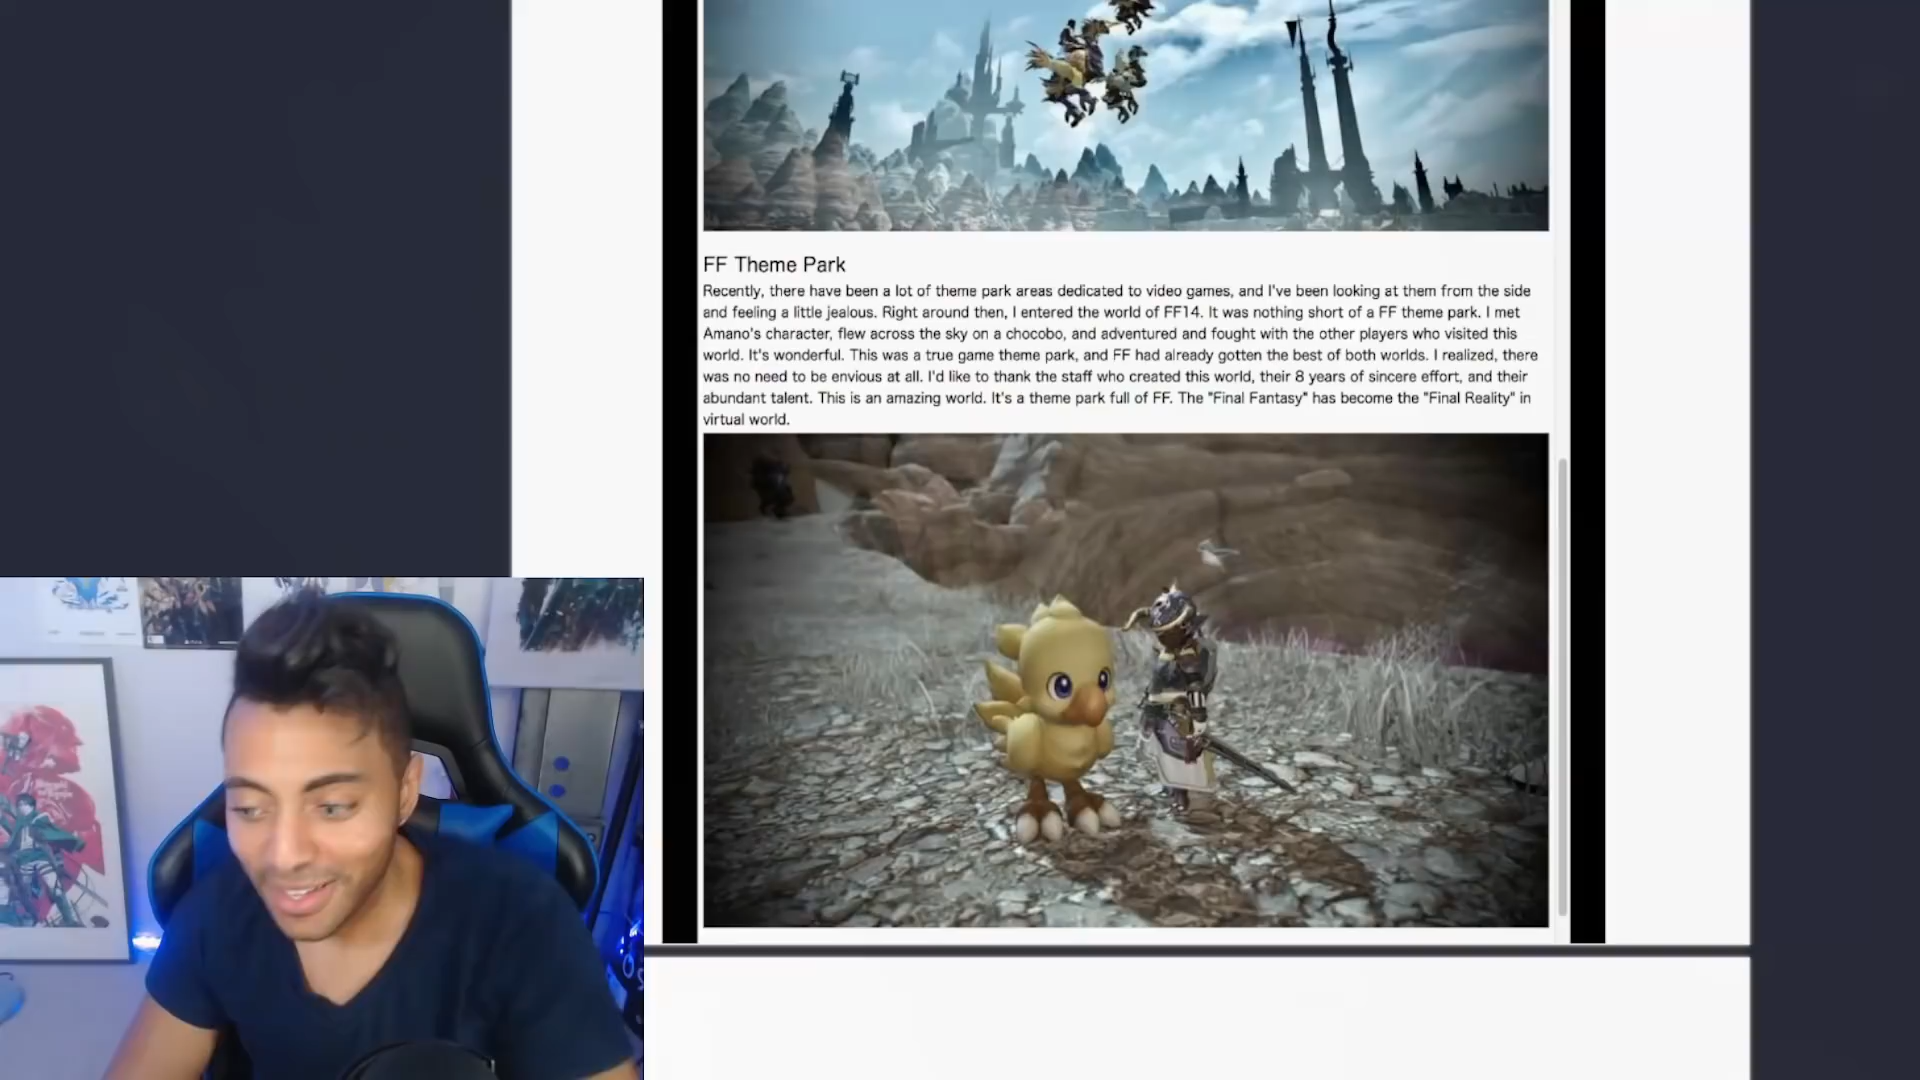 FF Theme Park
Recently, there have been a lot of theme park areas dedicated to video games, and I've been looking at them from the side
and feeling a little jealous. Right around then, I entered the world of FF14. It was nothing short of a FF theme park. I met
Amano's character, flew across the sky on a chocobo, and adventured and fought with the other players who visited this
world. It's wonderful. This was a true game theme park, and FF had already gotten the best of both worlds. I realized, there
was no need to be envious at all. I'd like to thank the staff who created this world, their 8 years of sincere effort, and their
abundant talent. This is an amazing world. It's a theme park full of FF. The "Final Fantasy" has become the "Final Reality" in
virtual world.